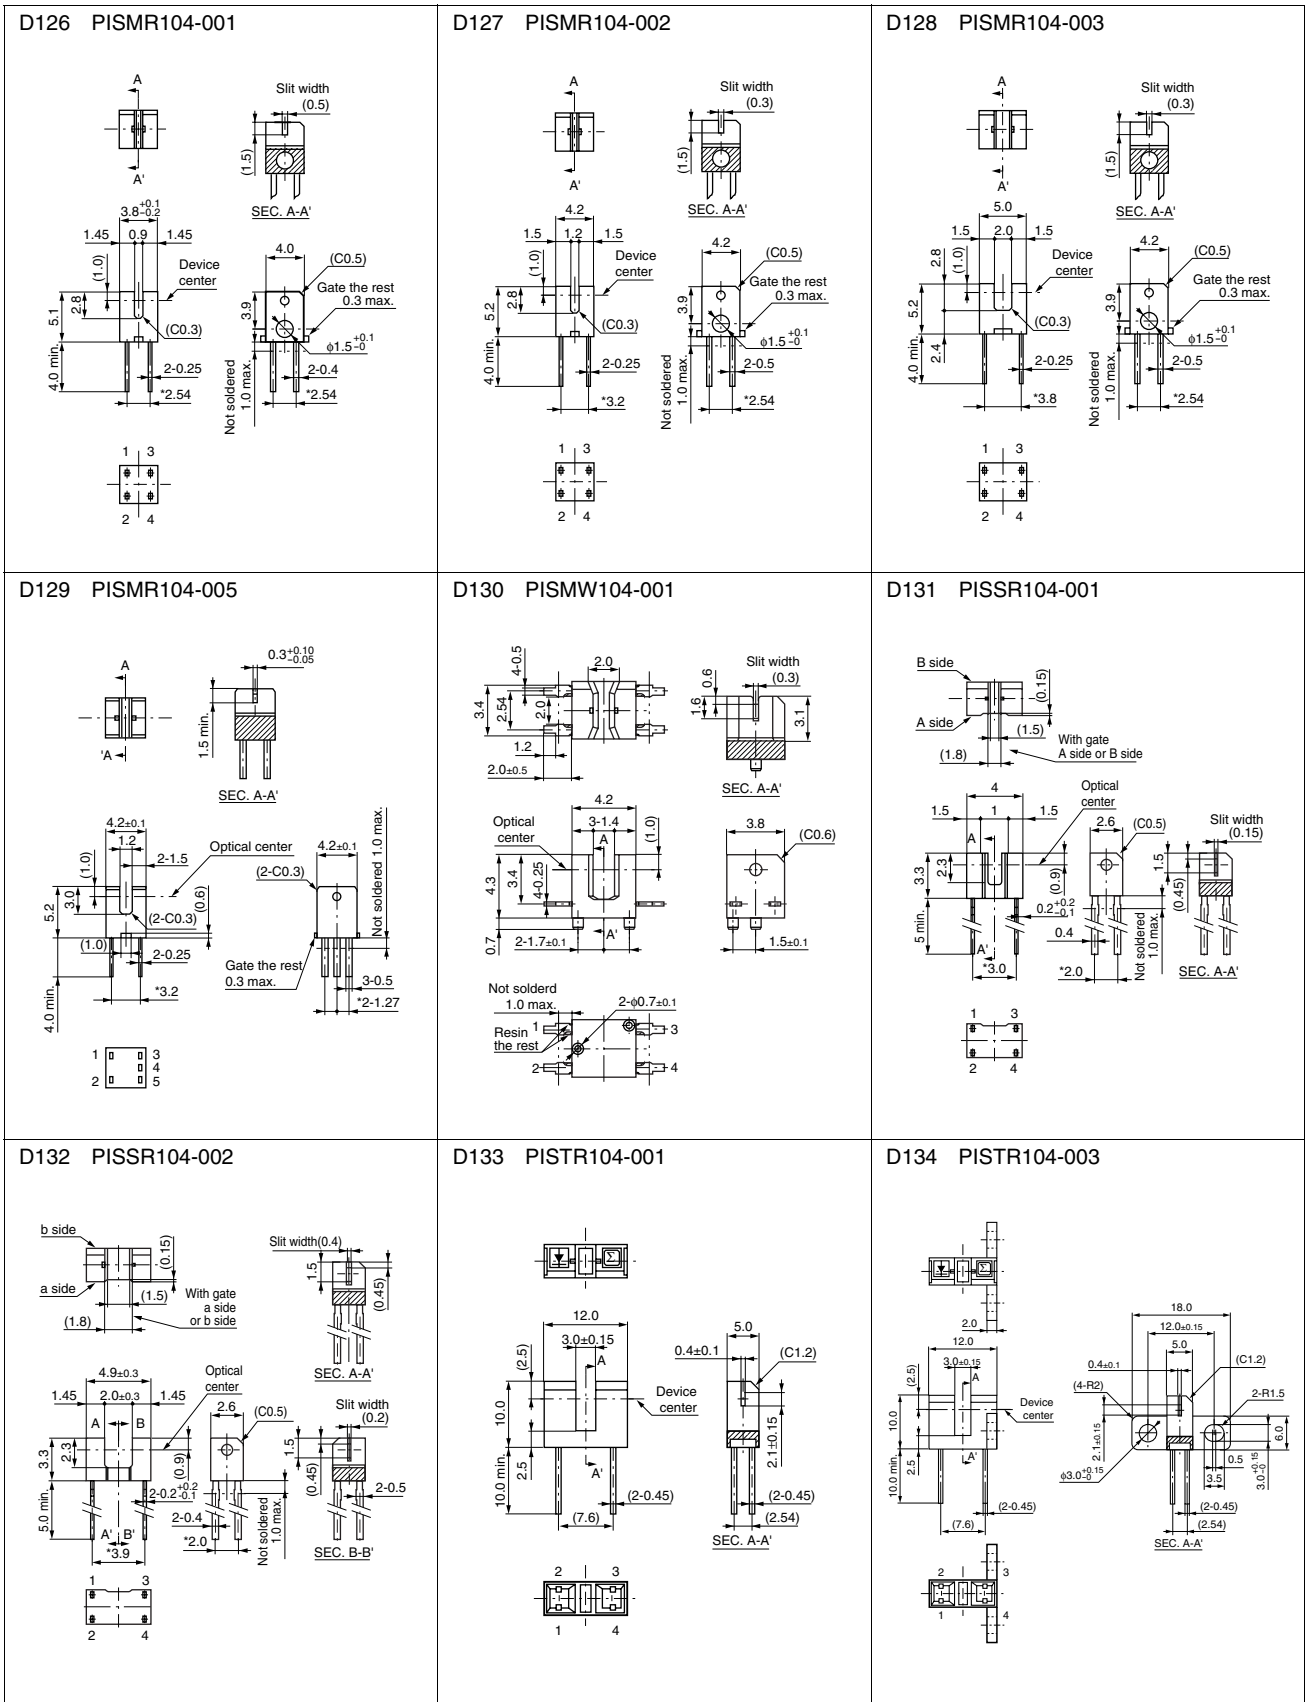 D126 PISMR104-001
A
A'
Slit width
(0.5)
(1.5)
SEC. A-A'
3.8+0.1-0.2
1.45 0.9 1.45
(1.0)
Device
center
5.1
2.8
(C0.3)
4.0 min.
2-0.25
*2.54
4.0
(C0.5)
Gate the rest
0.3 max.
3.9
φ1.5+0.1-0
Not soldered
1.0 max.
2-0.4
*2.54
1 3
2 4
D127 PISMR104-002
A
A'
Slit width
(0.3)
(1.5)
SEC. A-A'
4.2
1.5 1.2 1.5
(1.0)
Device
center
5.2
2.8
(C0.3)
4.0 min.
2-0.25
*3.2
4.2
(C0.5)
Gate the rest
0.3 max.
3.9
φ1.5+0.1-0
Not soldered
1.0 max.
2-0.5
*2.54
1 3
2 4
D128 PISMR104-003
A
A'
Slit width
(0.3)
(1.5)
SEC. A-A'
5.0
1.5 2.0 1.5
2.8
(1.0)
Device
center
5.2
(C0.3)
2.4
4.0 min.
2-0.25
*3.8
4.2
(C0.5)
Gate the rest
0.3 max.
3.9
φ1.5+0.1-0
Not soldered
1.0 max.
2-0.5
*2.54
1 3
2 4
D129 PISMR104-005
A
'A
0.3+0.10-0.05
1.5 min.
SEC. A-A'
4.2±0.1
1.2
(1.0)
2-1.5
Optical center
5.2
3.0
(0.6)
(2-C0.3)
(1.0)
2-0.25
*3.2
4.0 min.
4.2±0.1
(2-C0.3)
Not soldered 1.0 max.
Gate the rest
0.3 max.
3-0.5
*2-1.27
1 3
4
2 5
D130 PISMW104-001
4-0.5
2.0
3.4
2.54
2.0
1.2
2.0±0.5
Slit width
(0.3)
0.6
1.6
3.1
SEC. A-A'
4.2
Optical
center
3-1.4
A
(1.0)
4.3
3.4
4-0.25
0.7
2-1.7±0.1
A'
3.8
(C0.6)
1.5±0.1
Not solderd
1.0 max.
2-φ0.7±0.1
1
Resin
the rest
3
2
4
D131 PISSR104-001
B side
A side
(0.15)
(1.5)
(1.8)
With gate
A side or B side
4
1.5 1 1.5
Optical
center
A
3.3
2.3
(0.9)
0.2+0.2-0.1
5 min.
A'
*3.0
2.6
(C0.5)
0.4
*2.0
Not soldered
1.0 max.
Slit width
(0.15)
1.5
(0.45)
SEC. A-A'
1 3
2 4
D132 PISSR104-002
b side
a side
(0.15)
(1.5)
(1.8)
With gate
a side
or b side
Slit width(0.4)
1.5
(0.45)
SEC. A-A'
4.9±0.3
1.45 2.0±0.3 1.45
Optical
center
A B
3.3
2.3
(0.9)
5.0 min.
2-0.2+0.2-0.1
A' B'
*3.9
2.6
(C0.5)
2-0.4
*2.0
Not soldered
1.0 max.
Slit width
(0.2)
1.5
(0.45)
2-0.5
SEC. B-B'
1 3
2 4
D133 PISTR104-001
Σ
12.0
3.0±0.15
(2.5)
A
Device
center
10.0
2.5
A'
10.0 min.
(2-0.45)
(7.6)
5.0
0.4±0.1
(C1.2)
2.1±0.15
(2-0.45)
(2.54)
SEC. A-A'
2 3
1 4
D134 PISTR104-003
Σ
2.0
12.0
3.0±0.15
(2.5)
A
Device
center
10.0
2.5
A'
10.0 min.
(2-0.45)
(7.6)
18.0
12.0±0.15
5.0
0.4±0.1
(C1.2)
(4-R2)
2-R1.5
2.1±0.15
6.0
φ3.0+0.15-0
0.5
3.5
3.0+0.15-0
(2-0.45)
(2.54)
SEC. A-A'
2 3
1 4